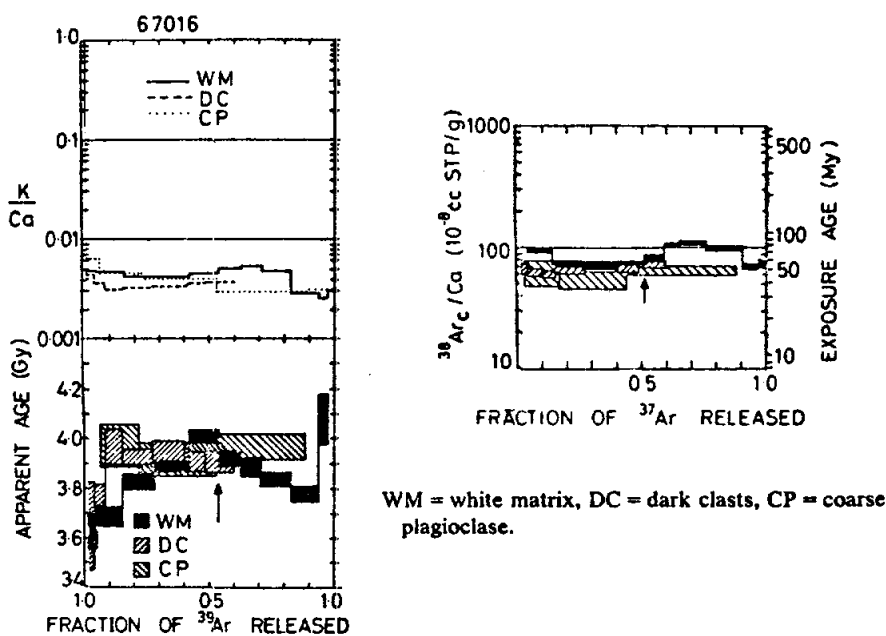 67016
1.0
WM
DC
CP
0.1
K
Ca
0.01
0.001
APPARENT AGE (Gy)
4.2
4.0
3.8
3.6
3.4
WM
DC
CP
1.0 0.5 1.0
FRACTION OF ³⁹Ar RELEASED
³⁸Arc/Ca (10⁻⁸cc STP/g)
1000
100
10
500
100
50
10
EXPOSURE AGE (My)
0.5 1.0
FRACTION OF ³⁷Ar RELEASED
WM = white matrix, DC = dark clasts, CP = coarse
plagioclase.